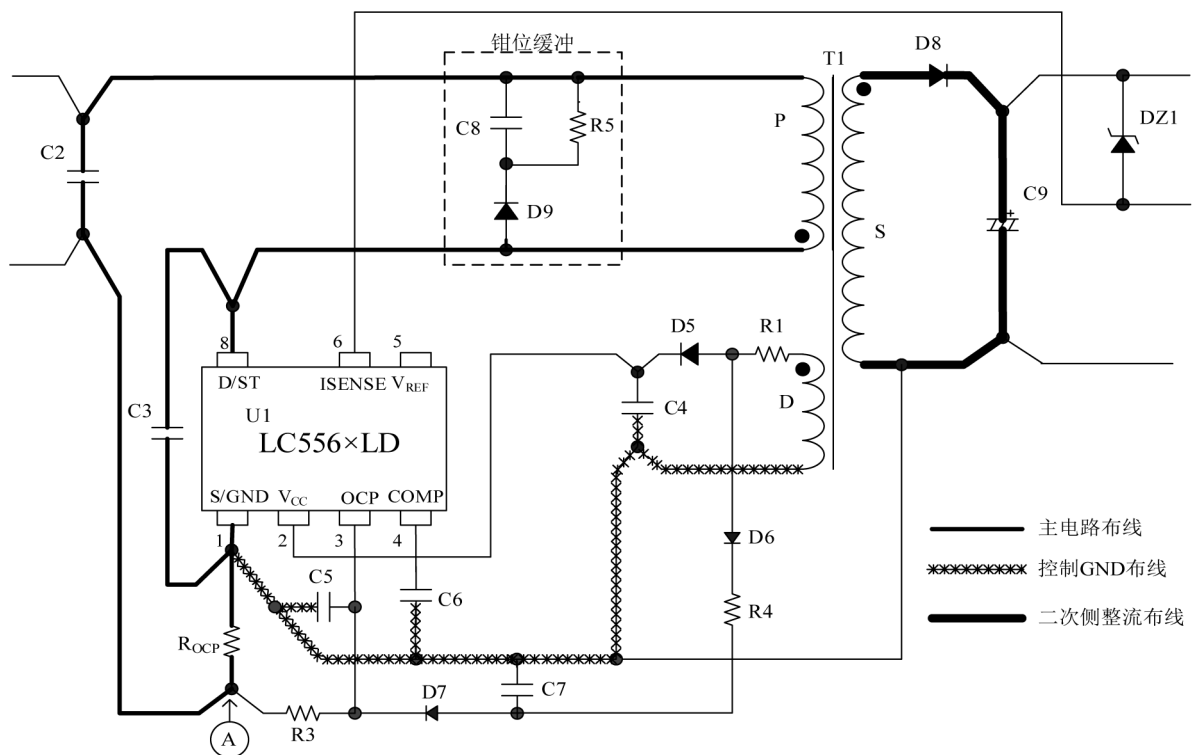 钳位缓冲
D8
T1
P
C8
R5
DZ1
C2
D9
C9
S
8
6
5
D5
R1
D/ST
ISENSE
VREF
U1
C4
D
C3
LC556×LD
S/GND
VCC
OCP
COMP
1
2
3
4
主电路布线
D6
C5
C6
控制GND布线
R4
ROCP
二次侧整流布线
C7
D7
R3
A